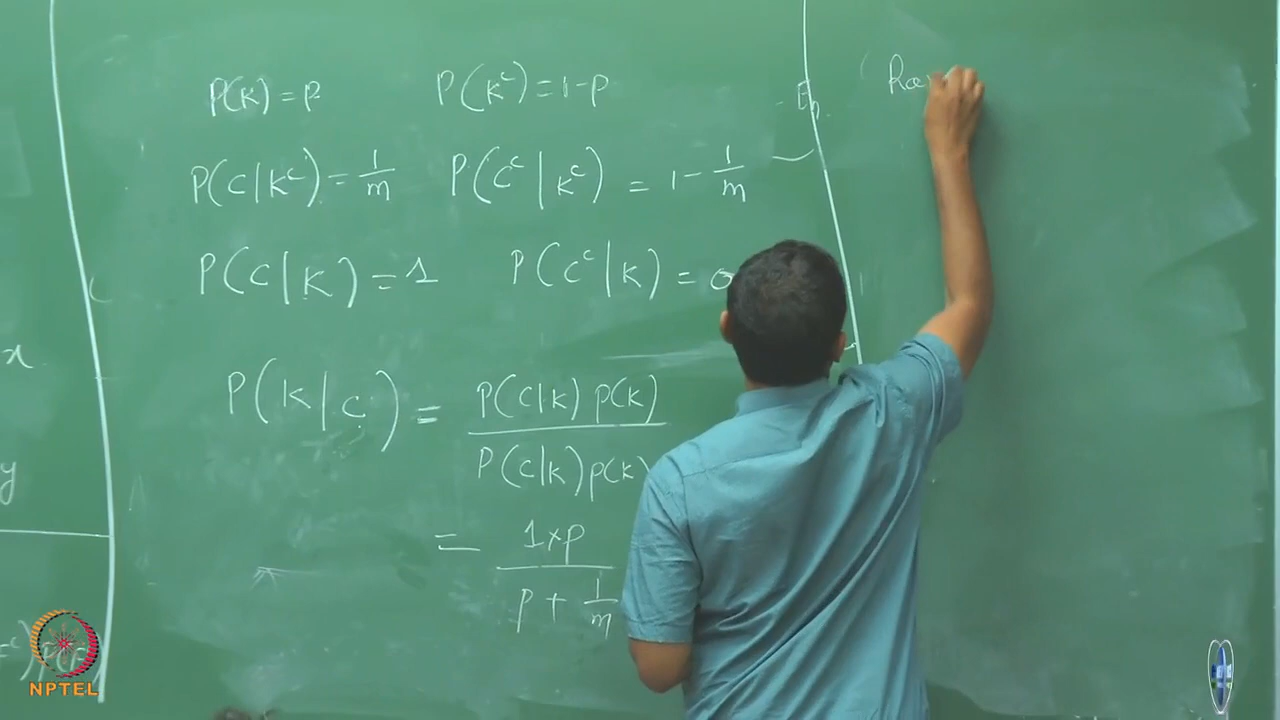 x
y
P(K) = p P(K^c) = 1-p
P(C|K^c) = 1/m P(C^c|K^c) = 1 - 1/m
P(C|K) = 1 P(C^c|K) = 0
P(K|C) = P(C|K) P(K)
P(C|K) P(K)
= 1×p
p + 1/m
NPTEL